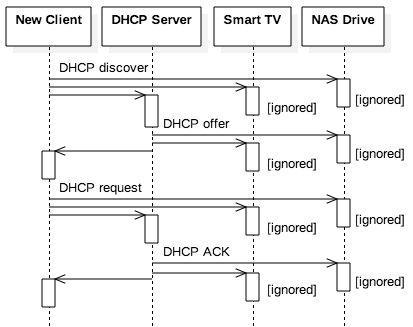 New Client DHCP Server Smart TV NAS Drive
DHCP discover
[ignored]
[ignored]
DHCP offer
[ignored]
[ignored]
DHCP request
[ignored]
[ignored]
DHCP ACK
[ignored]
[ignored]